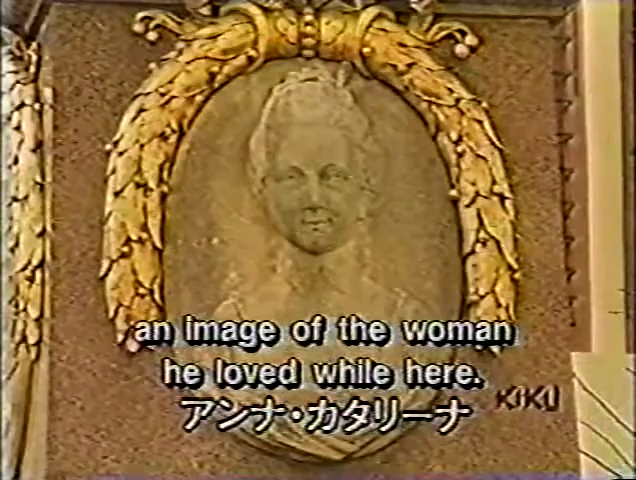 an image of the woman
he loved while here.
アンナ・カタリーナ
KIKU